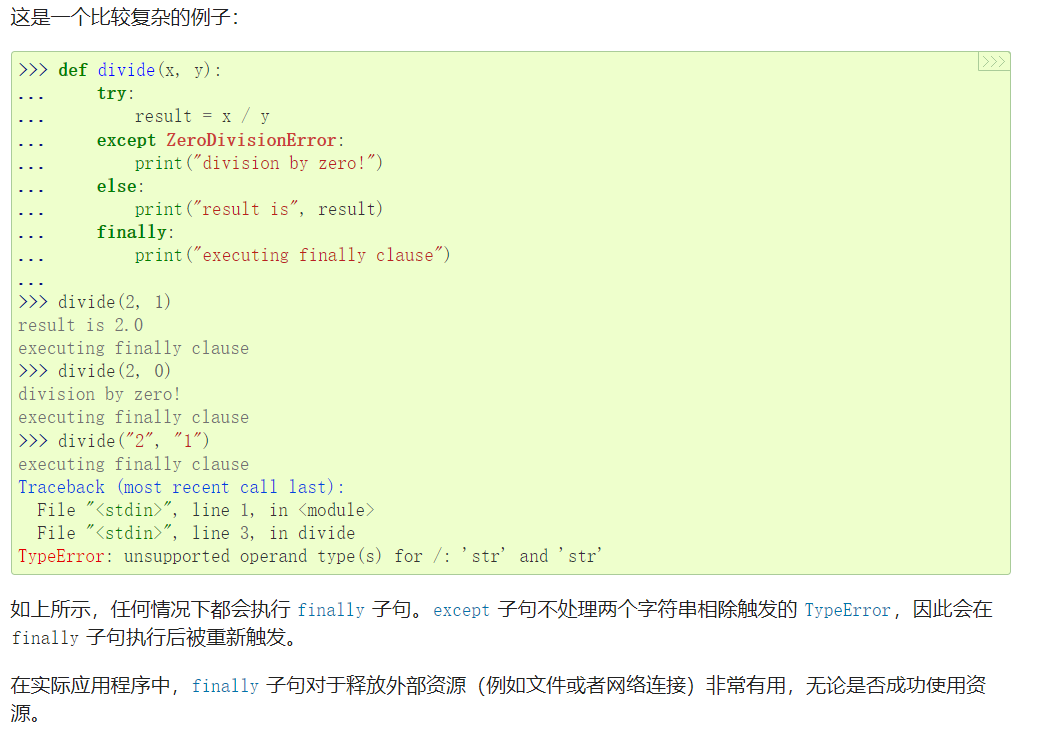 这是一个比较复杂的例子：
>>>
>>> def divide(x, y):
...     try:
...         result = x / y
...     except ZeroDivisionError:
...         print("division by zero!")
...     else:
...         print("result is", result)
...     finally:
...         print("executing finally clause")
...
>>> divide(2, 1)
result is 2.0
executing finally clause
>>> divide(2, 0)
division by zero!
executing finally clause
>>> divide("2", "1")
executing finally clause
Traceback (most recent call last):
  File "<stdin>", line 1, in <module>
  File "<stdin>", line 3, in divide
TypeError: unsupported operand type(s) for /: 'str' and 'str'
如上所示，任何情况下都会执行 finally 子句。except 子句不处理两个字符串相除触发的 TypeError，因此会在
finally 子句执行后被重新触发。
在实际应用程序中，finally 子句对于释放外部资源（例如文件或者网络连接）非常有用，无论是否成功使用资
源。